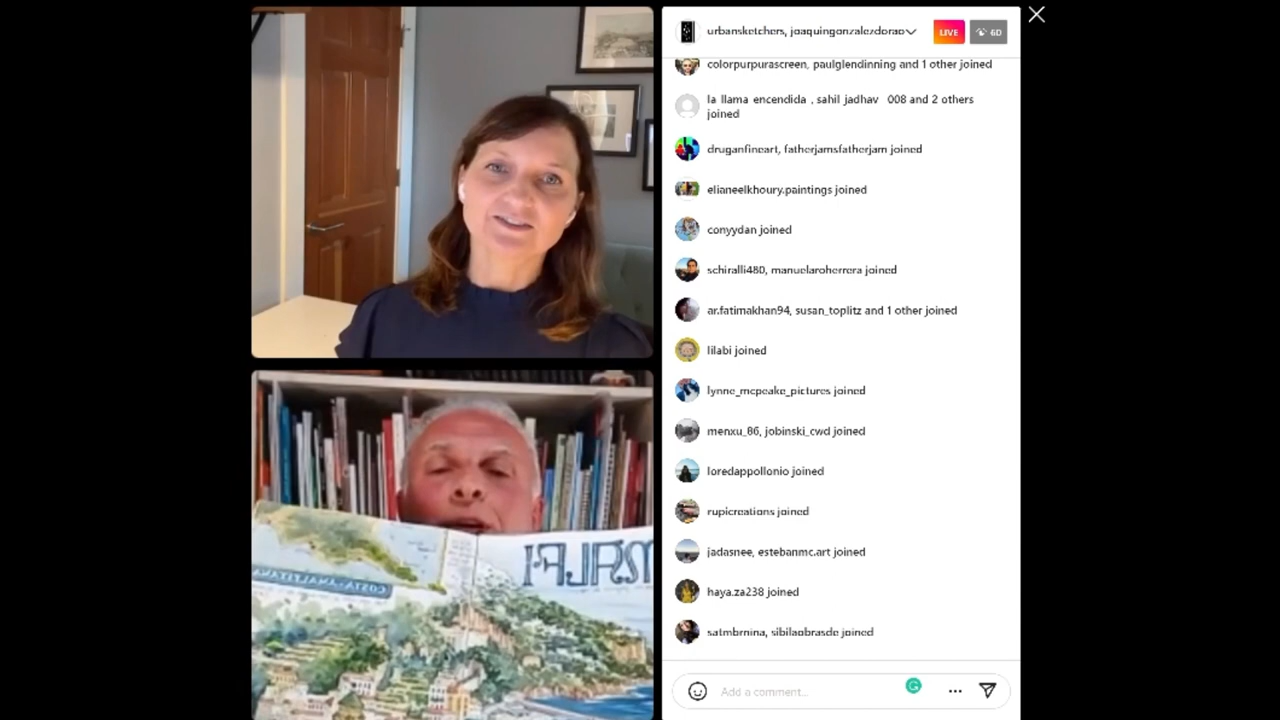 urbansketchers, joaquingonzalezdorao
LIVE
60
colorpurpurascreen, paulglendinning and 1 other joined
la llama encendida , sahil jadhav 008 and 2 others
joined
druganfineart, fatherjamsfatherjam joined
elianeelkhoury.paintings joined
conyydan joined
schiralli480, manuelaroherrera joined
ar.fatimakhan94, susan_toplitz and 1 other joined
lilabi joined
lynne_mcpeake_pictures joined
menxu_86, jobinski_cwd joined
loredappollonio joined
rupicreations joined
jadasnee, estebanmc.art joined
haya.za238 joined
satmbrnina, sibilaobrasde joined
Add a comment...
AMALFI
COSTA AMALFITANA